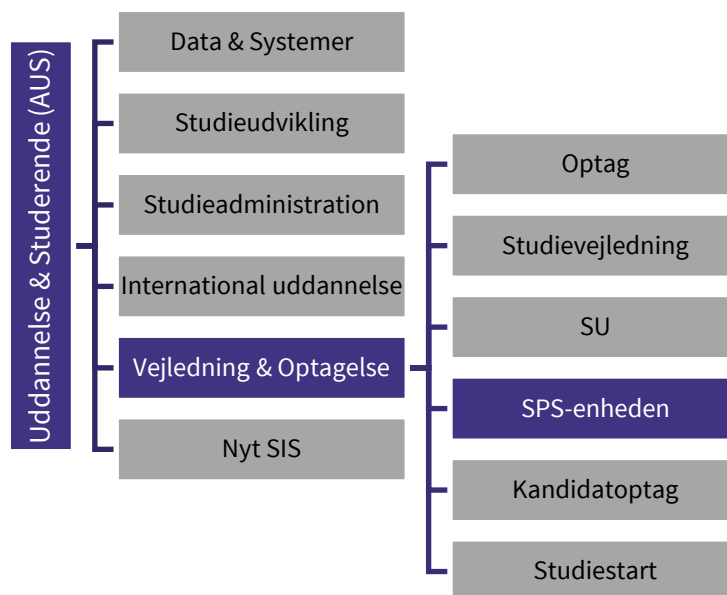 Uddannelse & Studerende (AUS)
Data & Systemer
Studieudvikling
Studieadministration
International uddannelse
Vejledning & Optagelse
Nyt SIS
Optag
Studievejledning
SU
SPS-enheden
Kandidatoptag
Studiestart